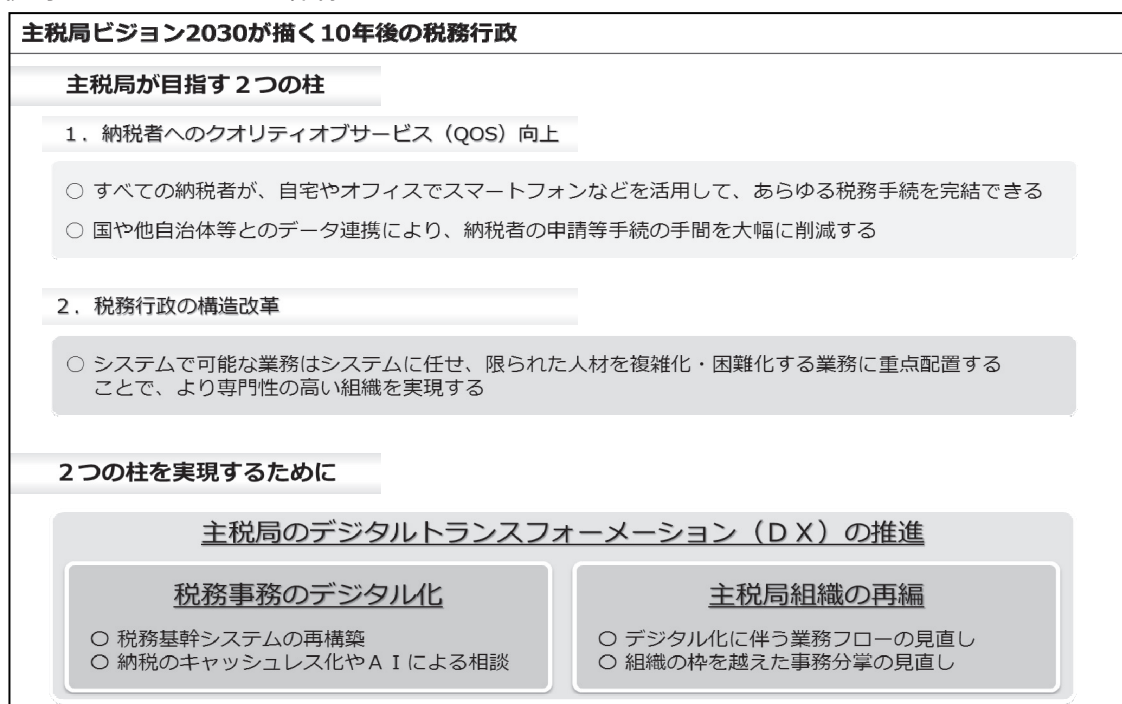 主税局ビジョン2030が描く10年後の税務行政
主税局が目指す2つの柱
1．納税者へのクオリティオブサービス（QOS）向上
○ すべての納税者が、自宅やオフィスでスマートフォンなどを活用して、あらゆる税務手続を完結できる
○ 国や他自治体等とのデータ連携により、納税者の申請等手続の手間を大幅に削減する
2．税務行政の構造改革
○ システムで可能な業務はシステムに任せ、限られた人材を複雑化・困難化する業務に重点配置する
ことで、より専門性の高い組織を実現する
2つの柱を実現するために
主税局のデジタルトランスフォーメーション（ＤＸ）の推進
税務事務のデジタル化
○ 税務基幹システムの再構築
○ 納税のキャッシュレス化やＡＩによる相談
主税局組織の再編
○ デジタル化に伴う業務フローの見直し
○ 組織の枠を越えた事務分掌の見直し